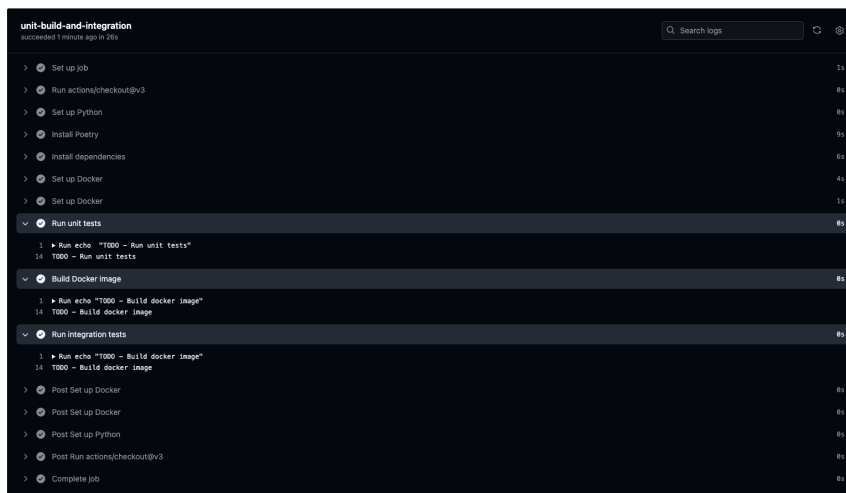 unit-build-and-integration
succeeded 1 minute ago in 26s
Search logs
Set up job 1s
Run actions/checkout@v3 0s
Set up Python 0s
Install Poetry 9s
Install dependencies 6s
Set up Docker 4s
Set up Docker 1s
Run unit tests 0s
1 Run echo "TODO – Run unit tests"
14 TODO – Run unit tests
Build Docker image 0s
1 Run echo "TODO – Build docker image"
14 TODO – Build docker image
Run integration tests 0s
1 Run echo "TODO – Build docker image"
14 TODO – Build docker image
Post Set up Docker 0s
Post Set up Docker 0s
Post Set up Python 0s
Post Run actions/checkout@v3 0s
Complete job 0s